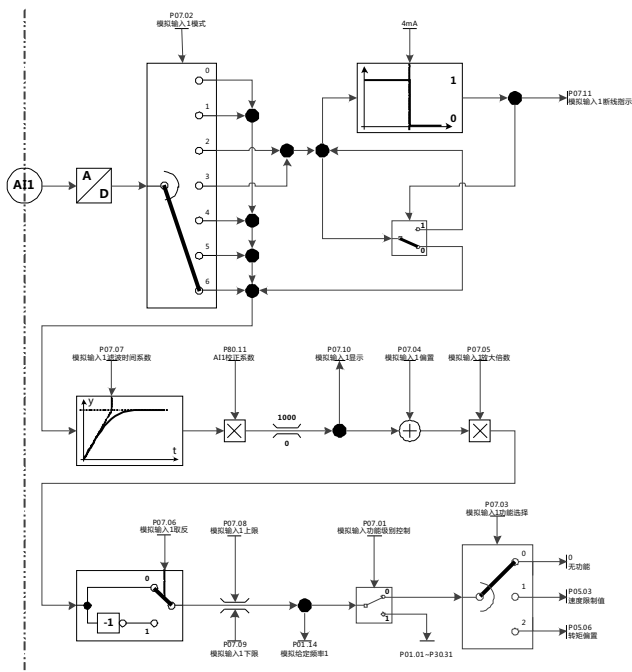 P07.02
模拟输入1模式
4mA
0
1
1
P07.11
模拟输入1断线指示
0
2
A
AI1
D
3
4
1
0
5
6
P07.07
模拟输入1滤波时间系数
P80.11
AI1校正系数
P07.10
模拟输入1显示
P07.04
模拟输入1偏置
P07.05
模拟输入1放大倍数
y
t
1000
0
P07.06
模拟输入1取反
P07.08
模拟输入1上限
P07.01
模拟输入功能级别控制
P07.03
模拟输入1功能选择
0
0
无功能
0
1
P05.03
速度限制值
-1
1
1
2
P05.06
转矩偏置
P07.09
模拟输入1下限
P01.14
模拟给定频率1
P01.01~P30.31